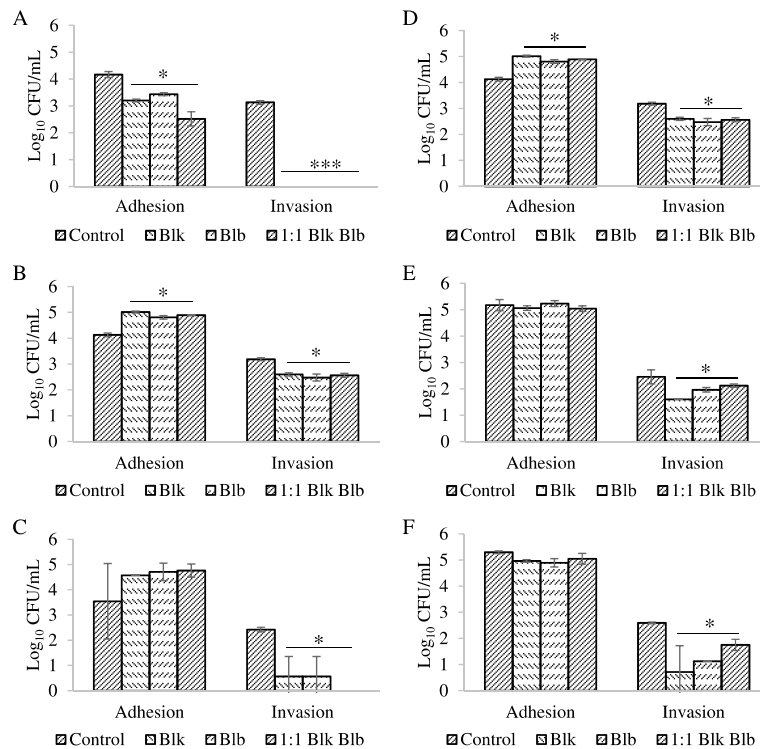 A
Log10 CFU/mL
6
5
4
3
2
1
0
*
***
Adhesion Invasion
Control Blk Blb 1:1 Blk Blb
D
Log10 CFU/mL
6
5
4
3
2
1
0
*
*
Adhesion Invasion
Control Blk Blb 1:1 Blk Blb
B
Log10 CFU/mL
6
5
4
3
2
1
0
*
*
Adhesion Invasion
Control Blk Blb 1:1 Blk Blb
E
Log10 CFU/mL
6
5
4
3
2
1
0
*
Adhesion Invasion
Control Blk Blb 1:1 Blk Blb
C
Log10 CFU/mL
6
5
4
3
2
1
0
*
Adhesion Invasion
Control Blk Blb 1:1 Blk Blb
F
Log10 CFU/mL
6
5
4
3
2
1
0
*
Adhesion Invasion
Control Blk Blb 1:1 Blk Blb